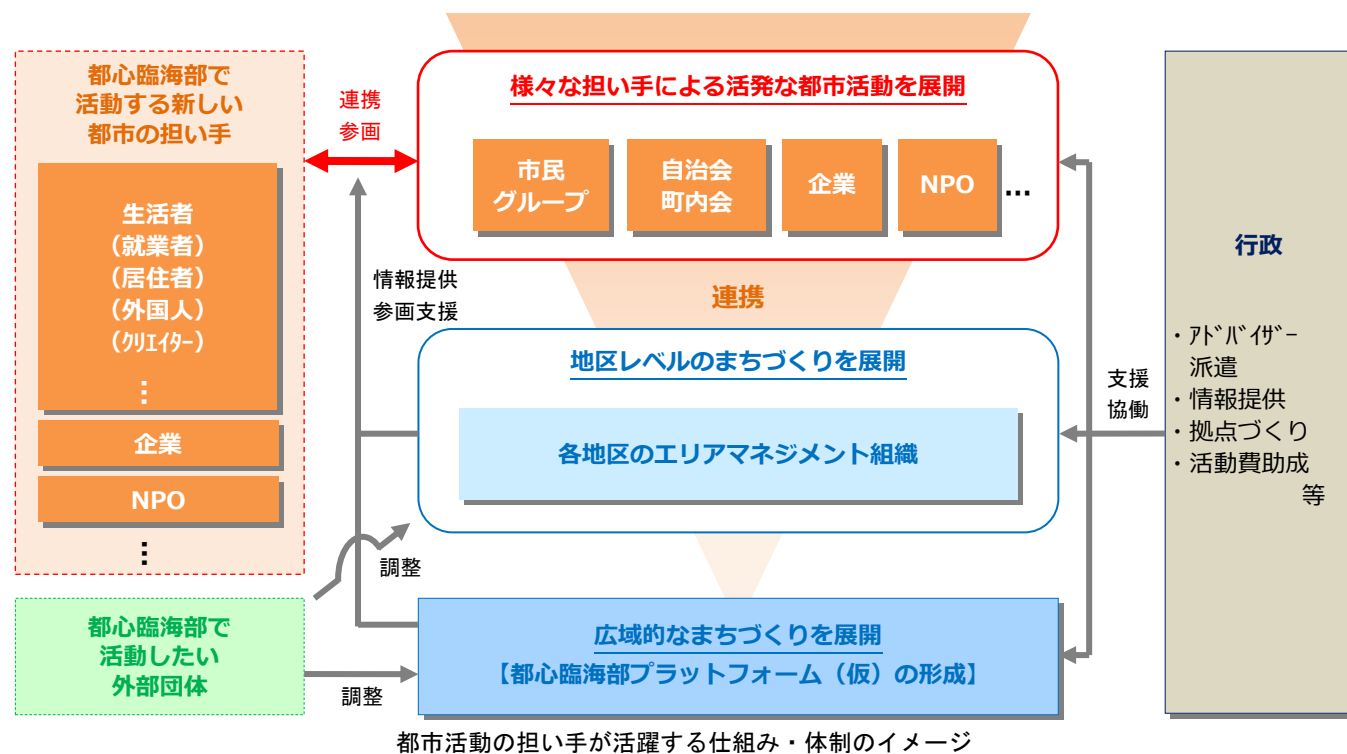 都心臨海部で
活動する新しい
都市の担い手
生活者
（就業者）
（居住者）
（外国人）
（ｸﾘｴｲﾀｰ）
…
企業
NPO
…
都心臨海部で
活動したい
外部団体
連携
参画
情報提供
参画支援
調整
調整
様々な担い手による活発な都市活動を展開
市民
グループ
自治会
町内会
企業
NPO
…
連携
地区レベルのまちづくりを展開
各地区のエリアマネジメント組織
広域的なまちづくりを展開
【都心臨海部プラットフォーム（仮）の形成】
支援
協働
行政
・ｱﾄﾞﾊﾞｲｻﾞｰ
派遣
・情報提供
・拠点づくり
・活動費助成
等
都市活動の担い手が活躍する仕組み・体制のイメージ